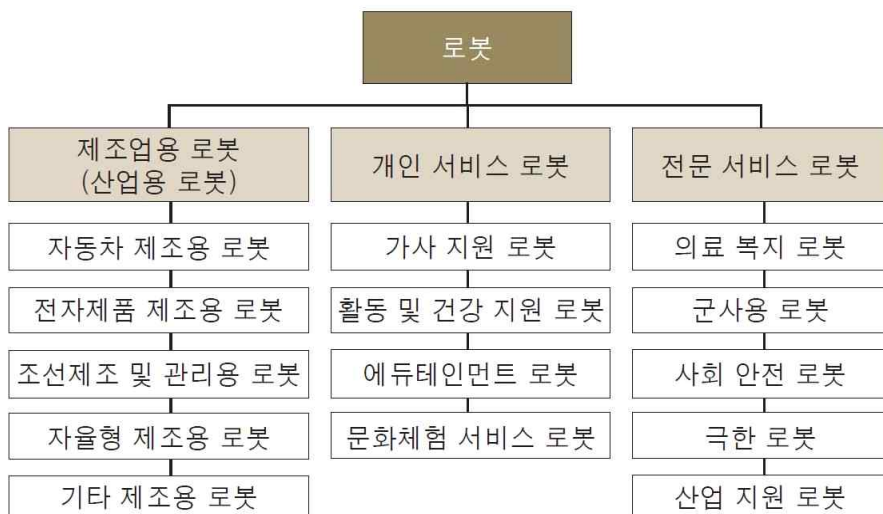 로봇
제조업용 로봇
(산업용 로봇)
자동차 제조용 로봇
전자제품 제조용 로봇
조선제조 및 관리용 로봇
자율형 제조용 로봇
기타 제조용 로봇
개인 서비스 로봇
가사 지원 로봇
활동 및 건강 지원 로봇
에듀테인먼트 로봇
문화체험 서비스 로봇
전문 서비스 로봇
의료 복지 로봇
군사용 로봇
사회 안전 로봇
극한 로봇
산업 지원 로봇